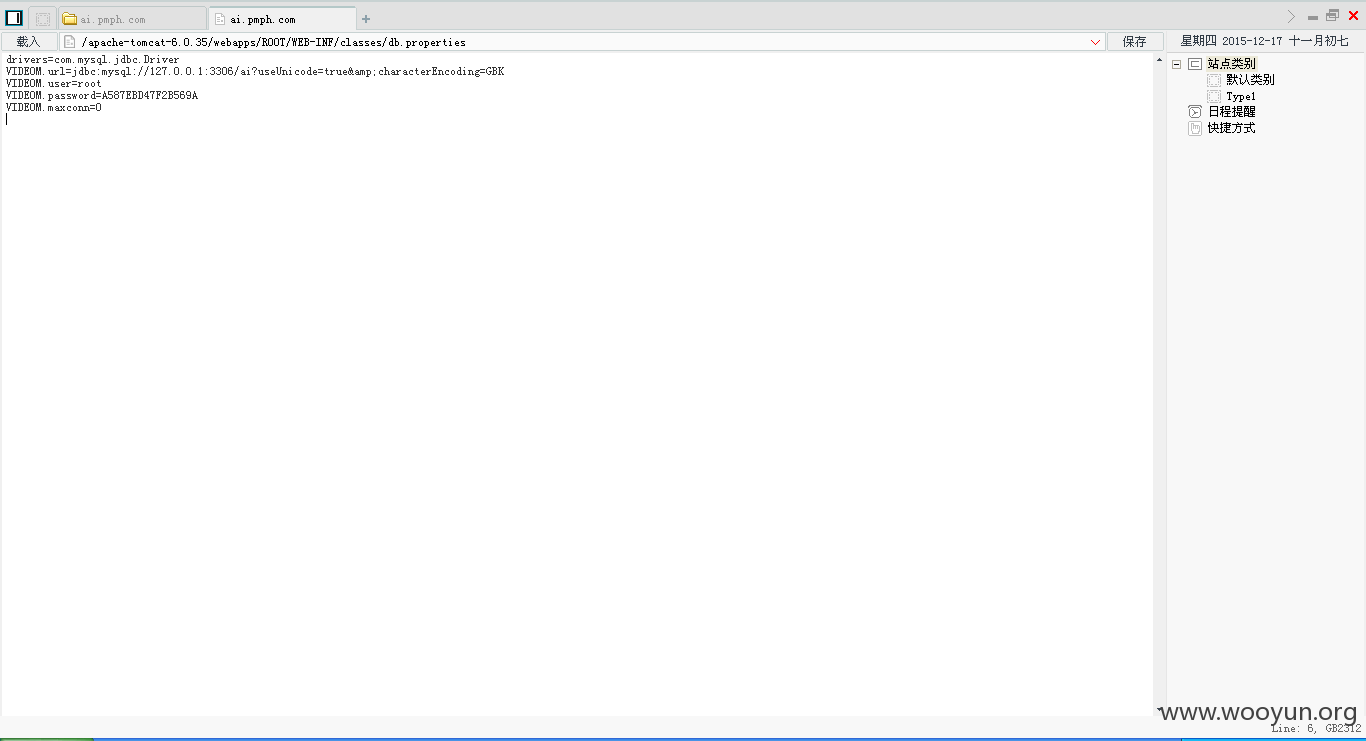 ai.pmph.com
ai.pmph.com
载入
/apache-tomcat-6.0.35/webapps/ROOT/WEB-INF/classes/db.properties
保存
星期四 2015-12-17 十一月初七
drivers=com.mysql.jdbc.Driver
VIDEOM.url=jdbc:mysql://127.0.0.1:3306/ai?useUnicode=true&amp;characterEncoding=GBK
VIDEOM.user=root
VIDEOM.password=A587EBD47F2B569A
VIDEOM.maxconn=0
站点类别
默认类别
Type1
日程提醒
快捷方式
www.wooyun.org
Line: 6, GB2312